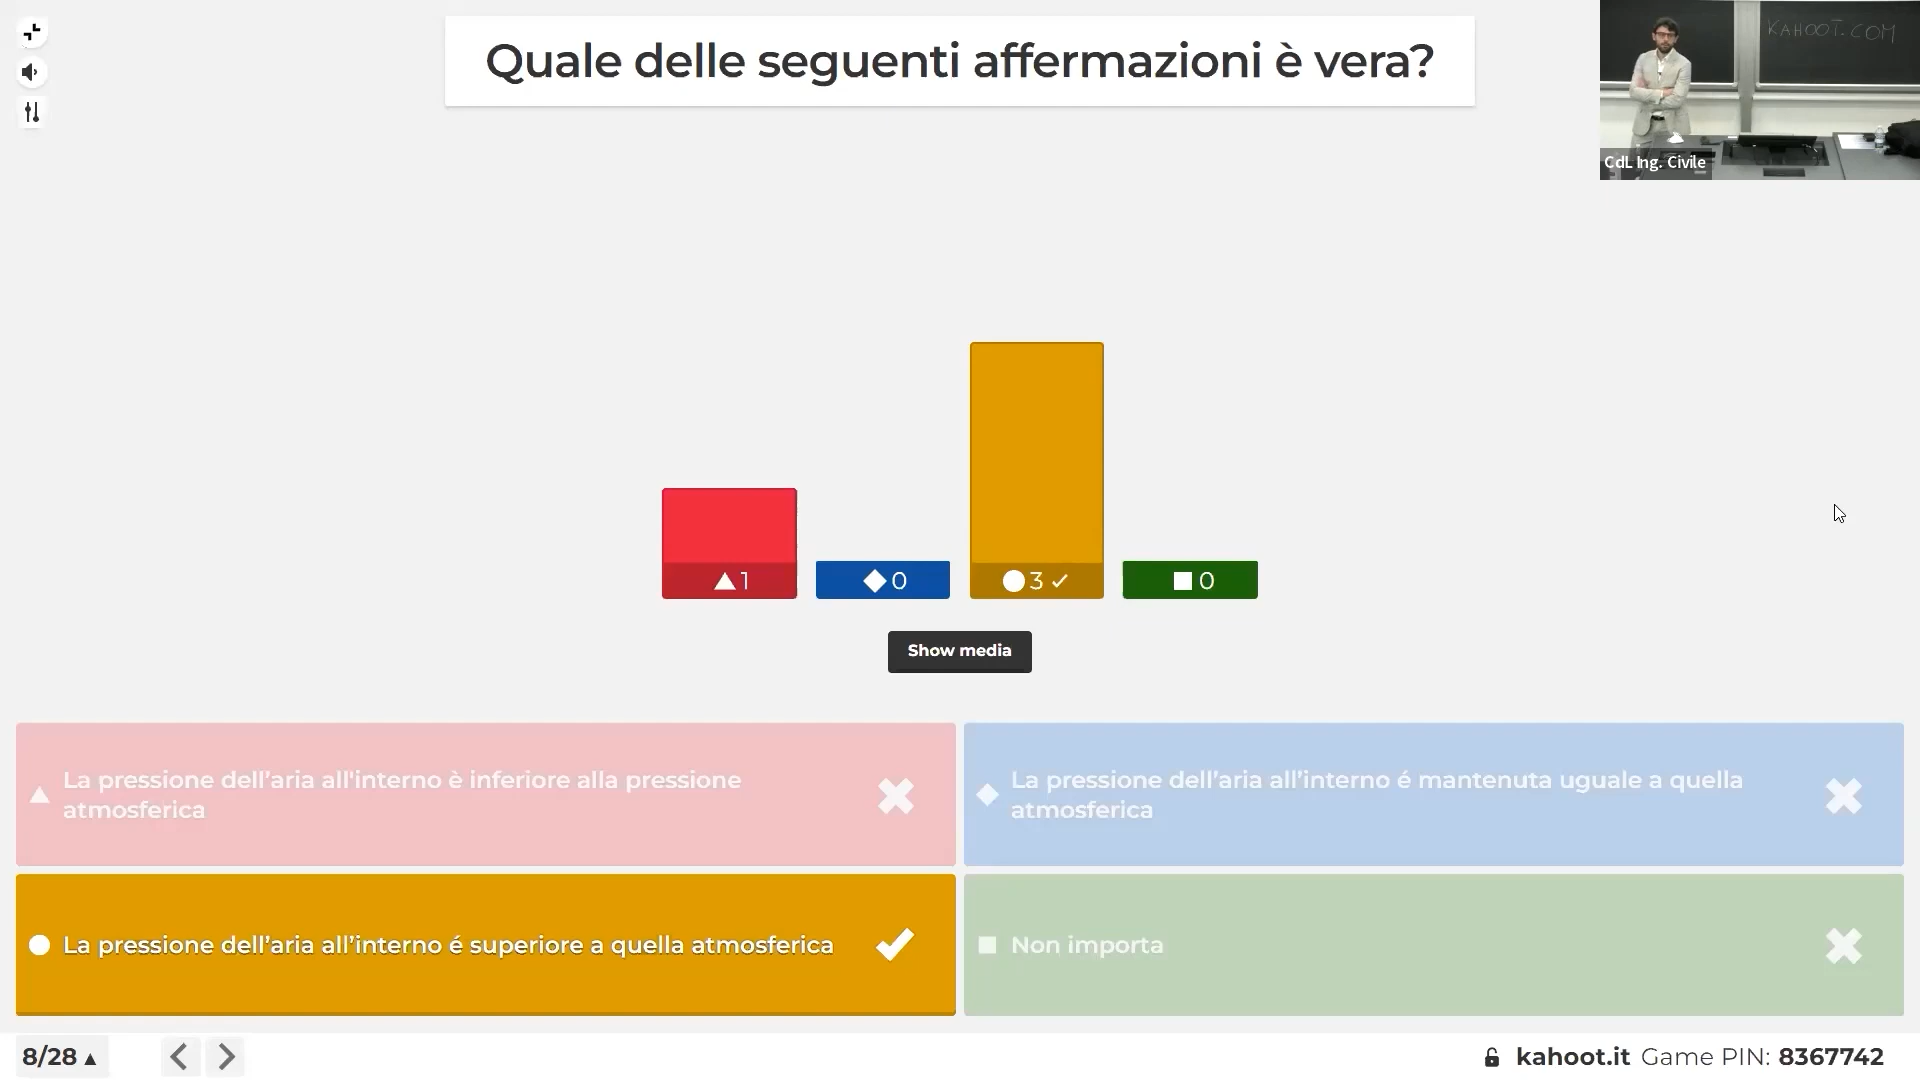 Quale delle seguenti affermazioni è vera?
KAHOOT.COM
CdL Ing. Civile
1
0
3
0
Show media
La pressione dell’aria all'interno è inferiore alla pressione
atmosferica
La pressione dell’aria all’interno é mantenuta uguale a quella
atmosferica
La pressione dell’aria all’interno é superiore a quella atmosferica
Non importa
8/28
kahoot.it Game PIN: 8367742